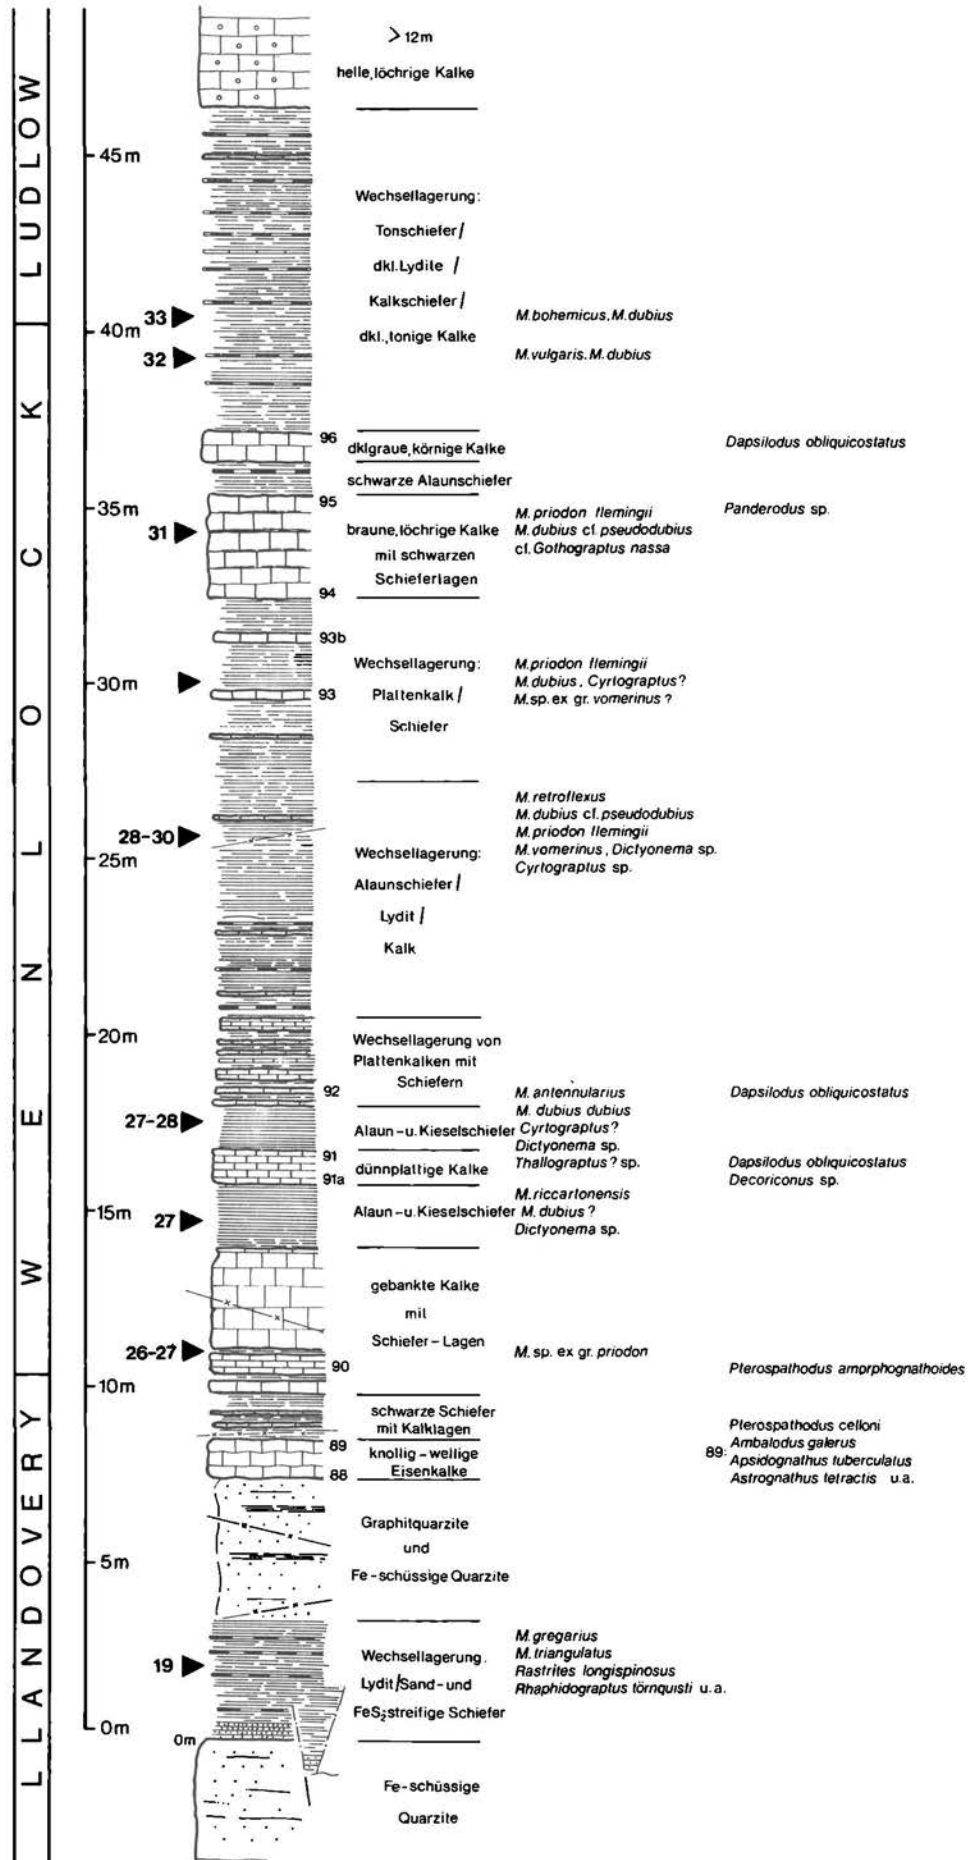 LUDLOW
WENLOCK
LLANDOVERY
> 12m
helle, löchrige Kalke
45m
Wechsellagerung:
Tonschiefer/
dkl. Lydite /
Kalkschiefer/
33
M. bohemicus, M. dubius
40m
dkl., tonige Kalke
32
M. vulgaris. M. dubius
96
Dapsilodus obliquicostatus
dklgraue, körnige Kalke
schwarze Alaunschiefer
95
35m
M. priodon flemingii
Panderodus sp.
31
braune, löchrige Kalke
M. dubius cf. pseudodubius
mit schwarzen
cf. Gothograptus nassa
Schieferlagen
94
93b
Wechsellagerung:
M. priodon flemingii
30m
M. dubius, Cyrtograptus?
93
Plattenkalk/
M. sp. ex gr. vomerinus ?
Schiefer
M. retroflexus
M. dubius cf. pseudodubius
28-30
M. priodon flemingii
25m
Wechsellagerung:
M. vomerinus, Dictyonema sp.
Cyrtograptus sp.
Alaunschiefer/
Lydit /
Kalk
20m
Wechsellagerung von
Plattenkalken mit
Schiefern
92
M. antennularius
Dapsilodus obliquicostatus
27-28
M. dubius dubius
Alaun-u. Kieselschiefer
Cyrtograptus?
Dictyonema sp.
91
dünnplattige Kalke
Thallograptus? sp.
Dapsilodus obliquicostatus
91a
Decoriconus sp.
15m
M. riccartonensis
27
Alaun-u. Kieselschiefer
M. dubius ?
Dictyonema sp.
gebankte Kalke
mit
Schiefer-Lagen
26-27
M. sp. ex gr. priodon
90
Pterospathodus amorphognathoides
10m
schwarze Schiefer
mit Kalklagen
Pterospathodus celloni
89
knollig-wellige
89:
Ambalodus galerus
Eisenkalke
Apsidognathus tuberculatus
88
Astrognathus tetractis u.a.
Graphitquarzite
und
5m
Fe-schüssige Quarzite
M. gregarius
Wechsellagerung.
M. triangulatus
19
Rastrites longispinosus
Lydit/Sand-und
Rhaphidograptus törnquisti u.a.
FeS₂streifige Schiefer
0m
0m
Fe-schüssige
Quarzite